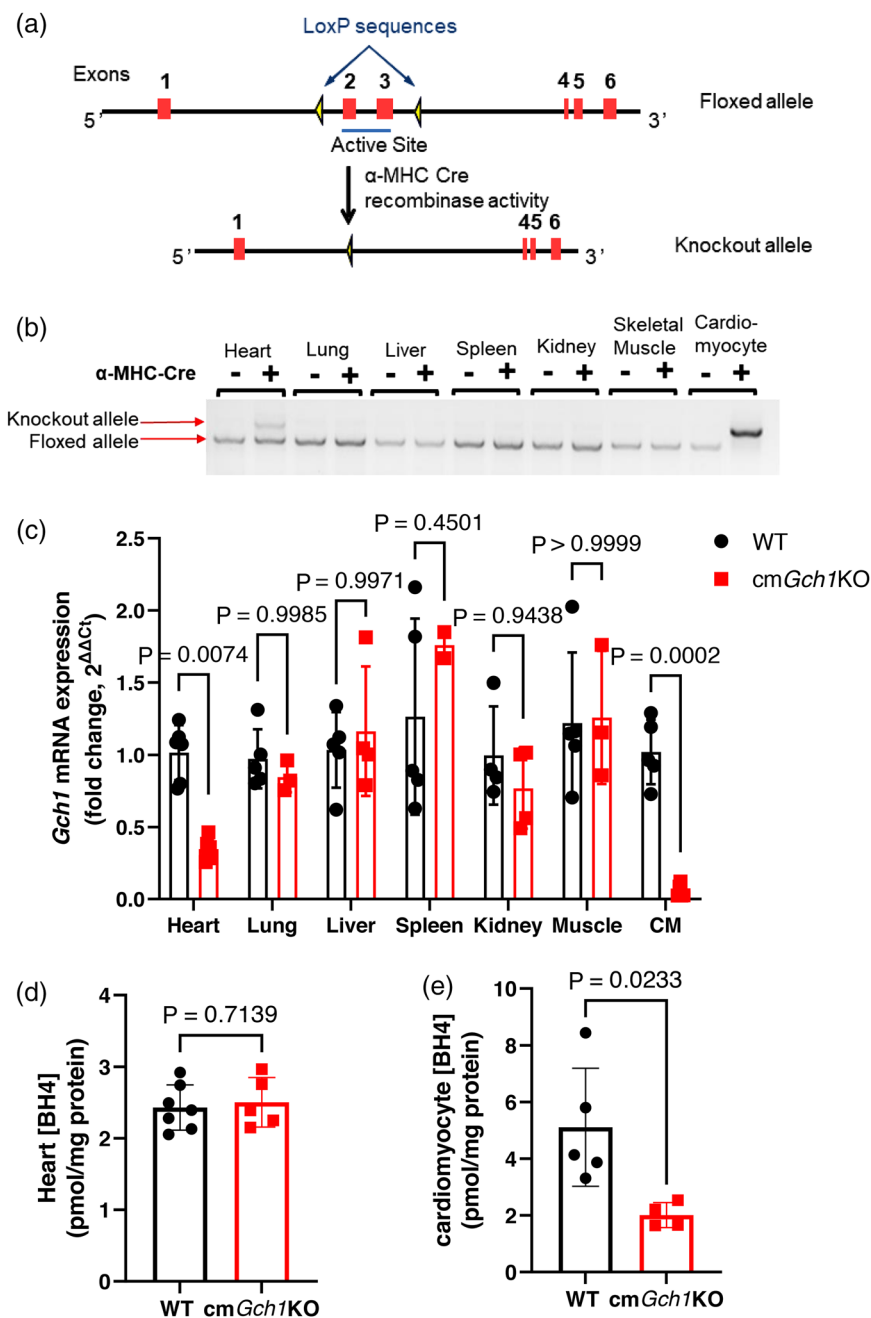 (a)
LoxP sequences
Exons 1 2 3 4 5 6
Floxed allele
5’ 3’
Active Site
α-MHC Cre
recombinase activity
1 45 6
5’ 3’ Knockout allele
(b)
Heart Lung Liver Spleen Kidney Skeletal Muscle Cardio-myocyte
α-MHC-Cre - + - + - + - + - + - + - +
Knockout allele
Floxed allele
(c)
P = 0.4501
WT
P > 0.9999
cmGch1KO
P = 0.9971
P = 0.9985 P = 0.9438
P = 0.0074 P = 0.0002
Gch1 mRNA expression
(fold change, 2^ΔΔCt)
2.5
2.0
1.5
1.0
0.5
0.0
Heart Lung Liver Spleen Kidney Muscle CM
(d)
P = 0.7139
Heart [BH4]
(pmol/mg protein)
4
3
2
1
0
WT cmGch1KO
(e)
P = 0.0233
cardiomyocyte [BH4]
(pmol/mg protein)
10
8
6
4
2
0
WT cmGch1KO